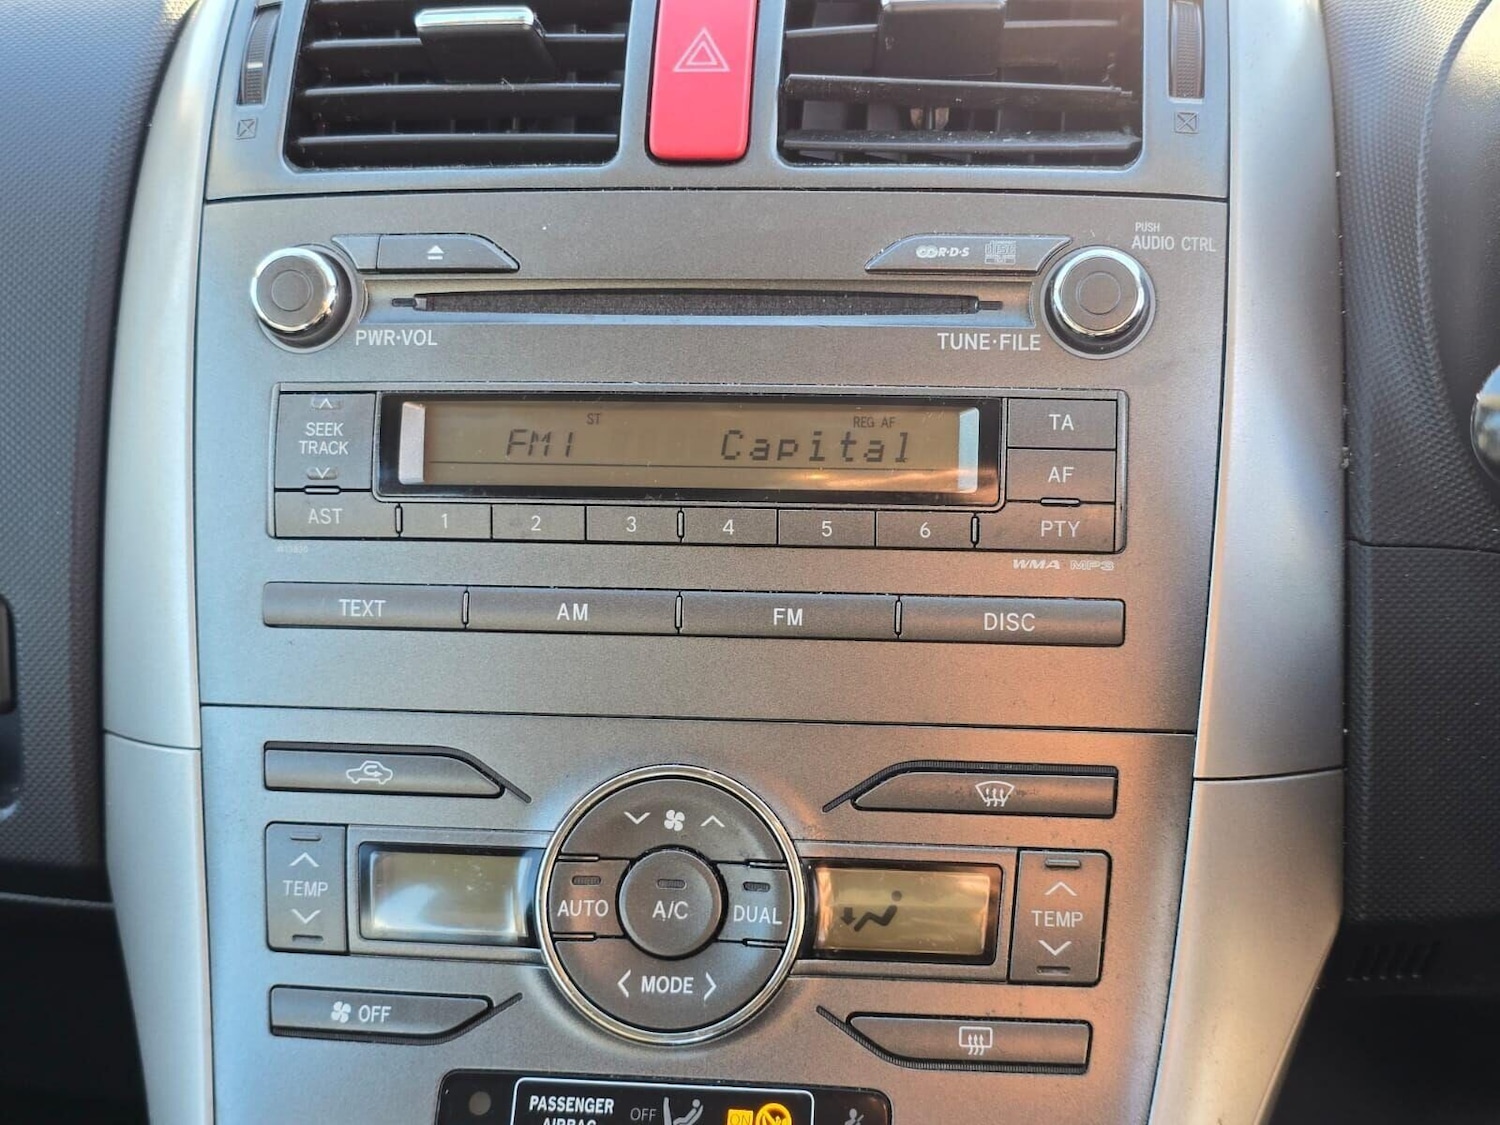 PUSH
AUDIO CTRL
R·D·S
PWR·VOL
TUNE·FILE
SEEK
TRACK
ST
REG AF
FM1 Capital
TA
AF
AST 1 2 3 4 5 6 PTY
WMA MP3
TEXT AM FM DISC
TEMP
AUTO A/C DUAL
TEMP
MODE
OFF
PASSENGER
AIRBAG
OFF
ON